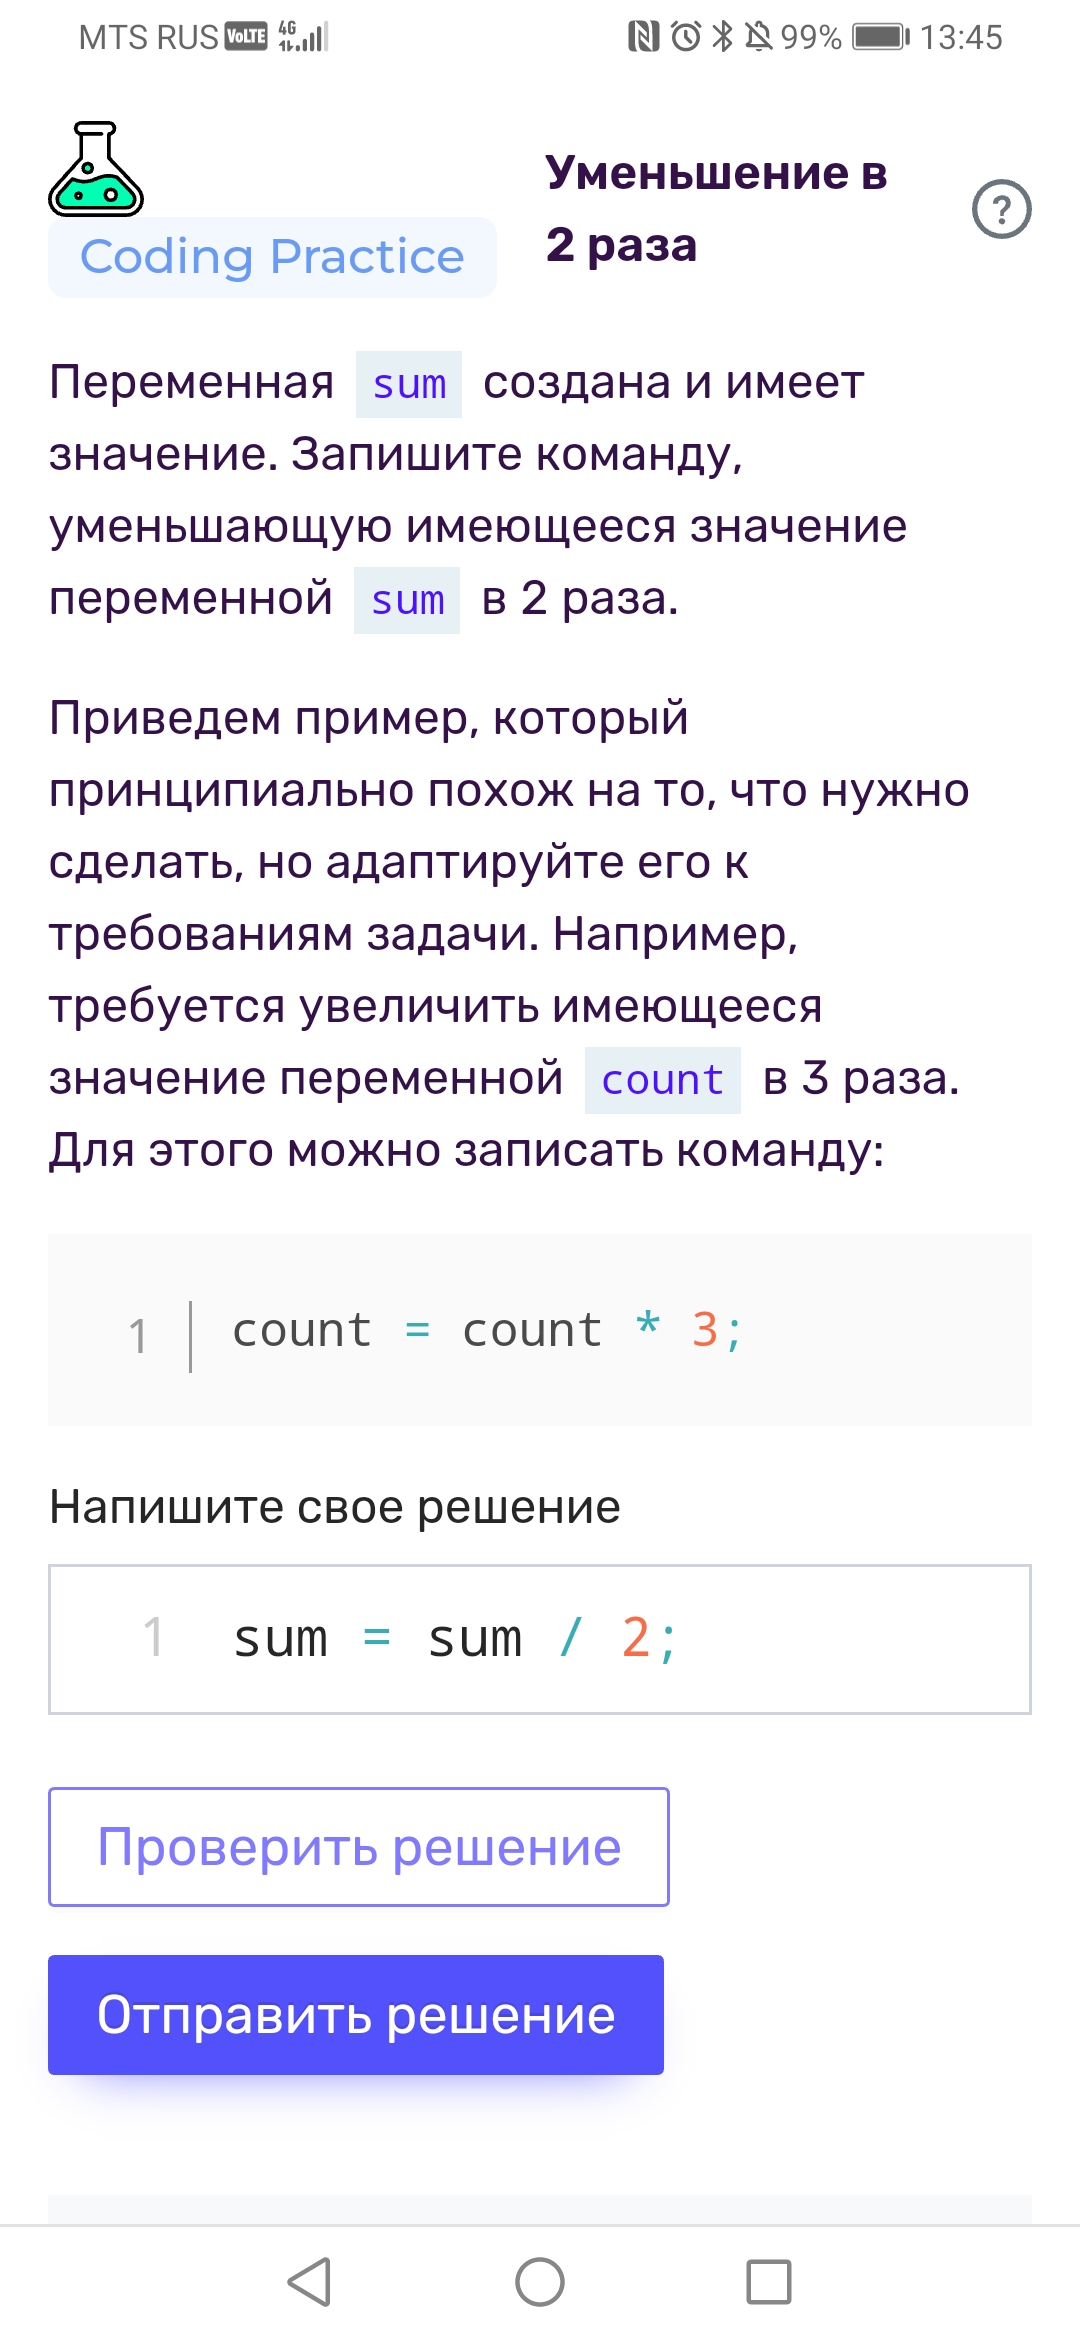 MTS RUS VoLTE 4G 99% 13:45
Coding Practice
Уменьшение в
2 раза
?
Переменная sum создана и имеет
значение. Запишите команду,
уменьшающую имеющееся значение
переменной sum в 2 раза.
Приведем пример, который
принципиально похож на то, что нужно
сделать, но адаптируйте его к
требованиям задачи. Например,
требуется увеличить имеющееся
значение переменной count в 3 раза.
Для этого можно записать команду:
1 count = count * 3;
Напишите свое решение
1 sum = sum / 2;
Проверить решение
Отправить решение